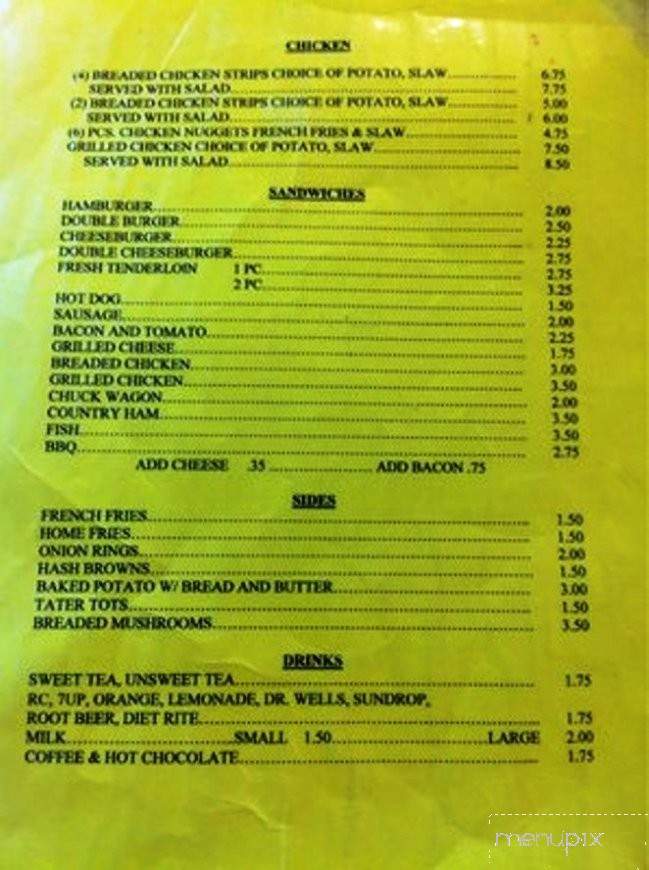 CHICKEN
(4) BREADED CHICKEN STRIPS CHOICE OF POTATO, SLAW 6.75
SERVED WITH SALAD 7.75
(2) BREADED CHICKEN STRIPS CHOICE OF POTATO, SLAW 5.00
SERVED WITH SALAD 6.00
(6) PCS. CHICKEN NUGGETS FRENCH FRIES & SLAW 4.75
GRILLED CHICKEN CHOICE OF POTATO, SLAW 7.50
SERVED WITH SALAD 8.50
SANDWICHES
HAMBURGER 2.00
DOUBLE BURGER 2.50
CHEESEBURGER 2.25
DOUBLE CHEESEBURGER 2.75
FRESH TENDERLOIN 1 PC 2.75
2 PC 3.25
HOT DOG 1.50
SAUSAGE 2.00
BACON AND TOMATO 2.25
GRILLED CHEESE 1.75
BREADED CHICKEN 3.00
GRILLED CHICKEN 3.50
CHUCK WAGON 2.00
COUNTRY HAM 3.50
FISH 3.50
BBQ 2.75
ADD CHEESE .35 ADD BACON .75
SIDES
FRENCH FRIES 1.50
HOME FRIES 1.50
ONION RINGS 2.00
HASH BROWNS 1.50
BAKED POTATO W/ BREAD AND BUTTER 3.00
TATER TOTS 1.50
BREADED MUSHROOMS 3.50
DRINKS
SWEET TEA, UNSWEET TEA 1.75
RC, 7UP, ORANGE, LEMONADE, DR. WELLS, SUNDROP,
ROOT BEER, DIET RITE 1.75
MILK SMALL 1.50 LARGE 2.00
COFFEE & HOT CHOCOLATE 1.75
menupix